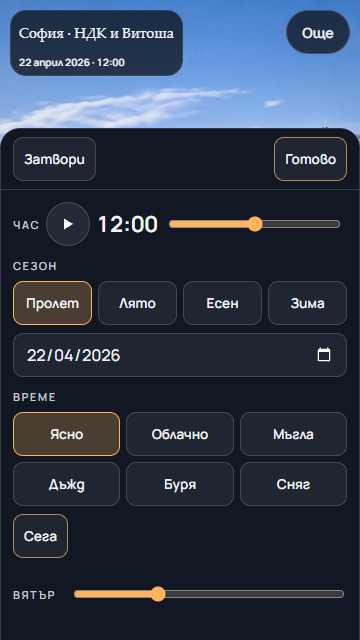 София · НДК и Витоша
22 април 2026 · 12:00
Още
Затвори
Готово
ЧАС
12:00
СЕЗОН
Пролет
Лято
Есен
Зима
22/04/2026
ВРЕМЕ
Ясно
Облачно
Мъгла
Дъжд
Буря
Сняг
Сега
ВЯТЪР